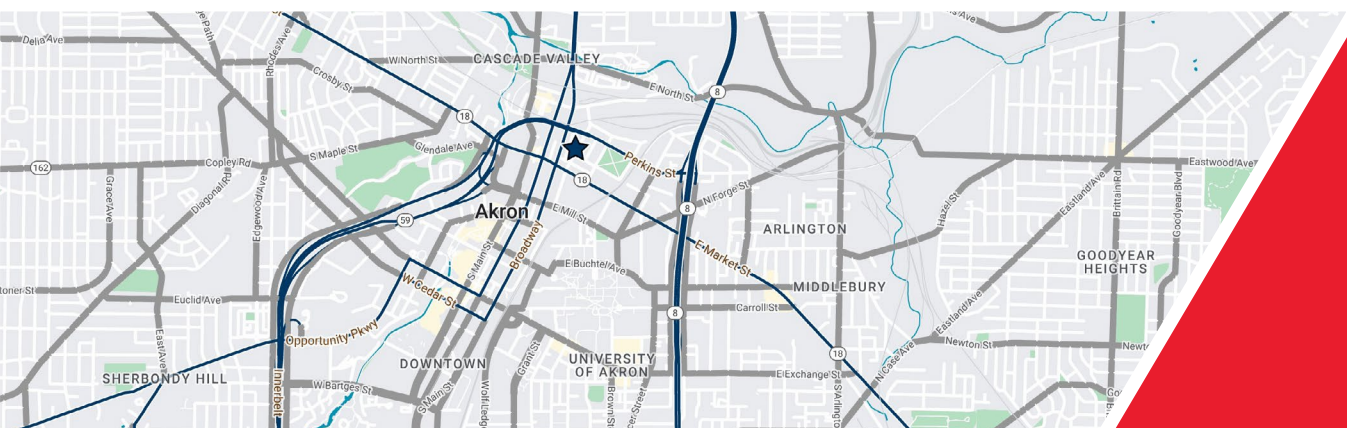 Delia Ave
Rhodes Ave
W North St
CASCADE VALLEY
Crosby St
E North St
8
18
S Maple St
Glendale Ave
162
Copley Rd
Perkins St
18
Eastwood Ave
Grace Ave
Diagonal Rd
Edgewood Ave
N Forge St
8
Hazel St
Eastland Ave
Brittain Rd
Goodyear Blvd
59
Akron
E Mill St
ARLINGTON
S Main St
Broadway
E Market St
GOODYEAR
HEIGHTS
E Buchtel Ave
W Cedar St
MIDDLEBURY
Euclid Ave
Carroll St
8
Eastland Ave
Opportunity Pkwy
East Ave
Newton St
DOWNTOWN
Grant St
UNIVERSITY
OF AKRON
18
N Case Ave
SHERBONDY HILL
Innerbelt
W Bartges St
S Main St
E Exchange St